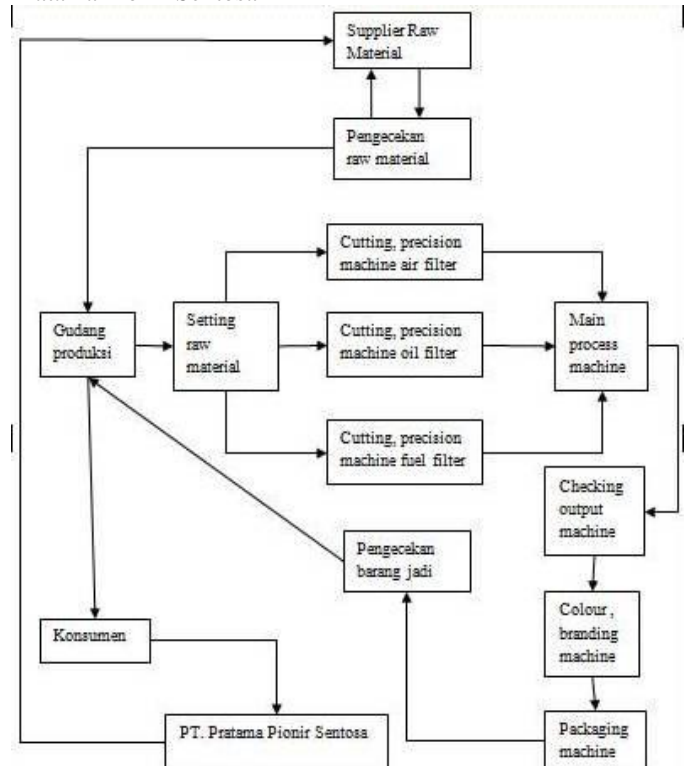 Supplier Raw
Material
Pengecekan
raw material
Cutting, precision
machine air filter
Gudang
produksi
Setting
raw
material
Cutting, precision
machine oil filter
Main
process
machine
Cutting, precision
machine fuel filter
Checking
output
machine
Pengecekan
barang jadi
Colour ,
branding
machine
Konsumen
PT. Pratama Pionir Sentosa
Packaging
machine